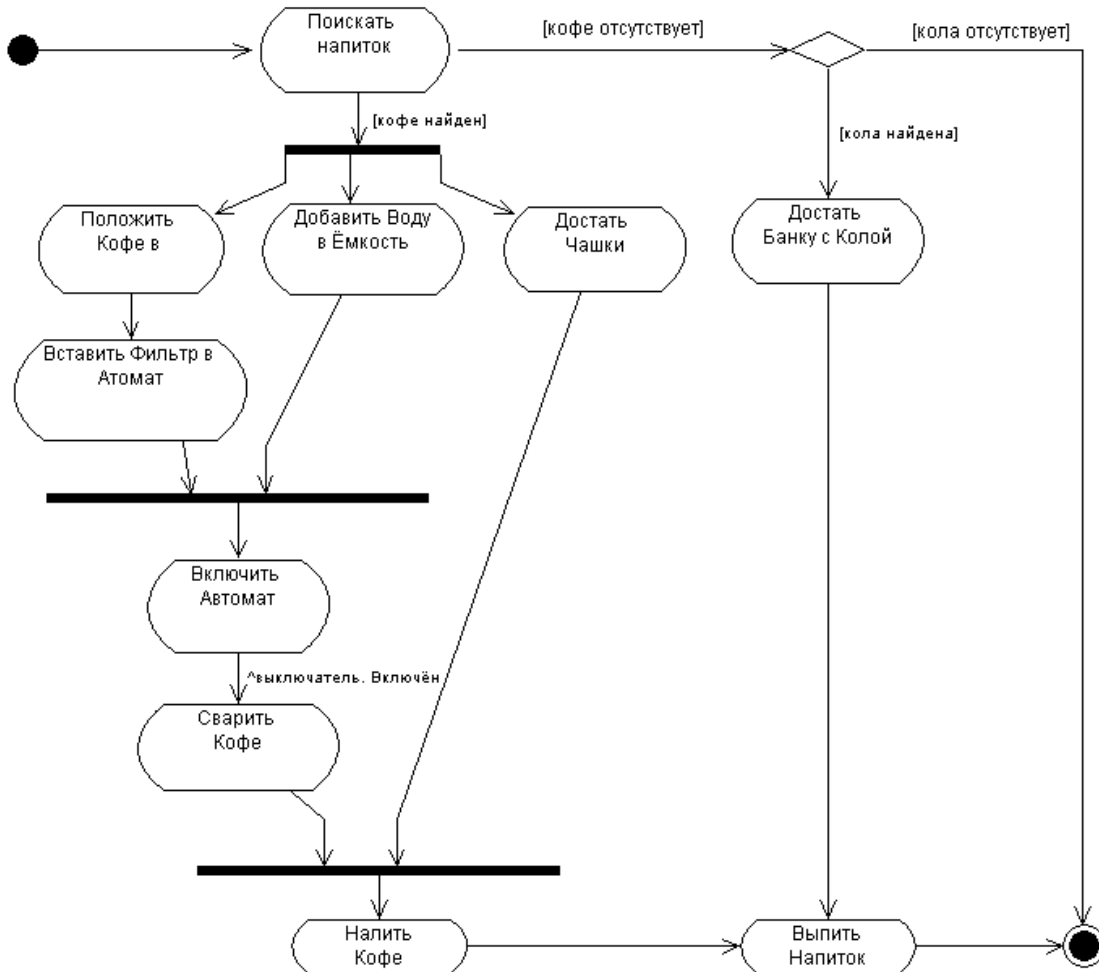 Поискать
напиток
[кофе отсутствует]
[кола отсутствует]
[кофе найден]
[кола найдена]
Положить
Кофе в
Добавить Воду
в Ёмкость
Достать
Чашки
Достать
Банку с Колой
Вставить Фильтр в
Атомат
Включить
Автомат
^выключатель. Включён
Сварить
Кофе
Налить
Кофе
Выпить
Напиток